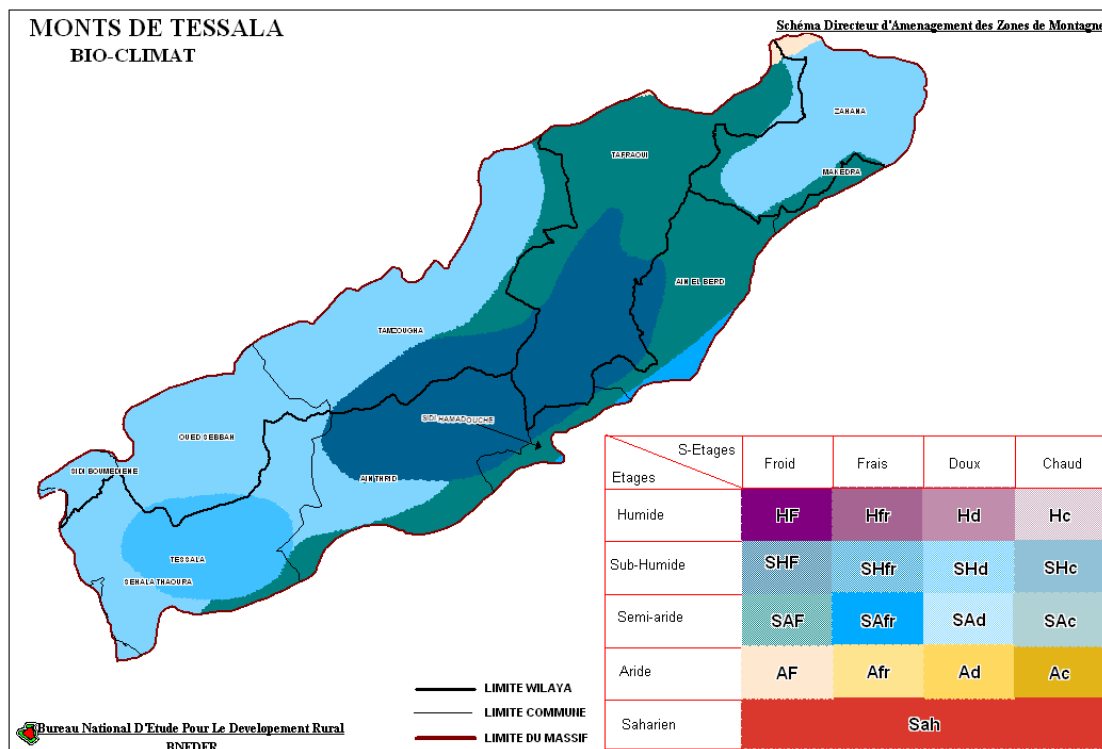 MONTS DE TESSALA
BIO-CLIMAT
Schéma Directeur d'Amenagement des Zones de Montagne
ZAHANA
TAFRAOUI
MAKEDRA
AIN EL BERD
TAMZOUGHA
SIDI HAMADOUCHE
OUED SEBBAH
SIDI BOUMEDIENE
AIN THRID
TESSALA
SEHALA THAOURA
S-Etages
Etages
Froid Frais Doux Chaud
Humide HF Hfr Hd Hc
Sub-Humide SHF SHfr SHd SHc
Semi-aride SAF SAfr SAd SAc
Aride AF Afr Ad Ac
Saharien Sah
LIMITE WILAYA
LIMITE COMMUNE
LIMITE DU MASSIF
Bureau National D'Etude Pour Le Developement Rural
BNEDER